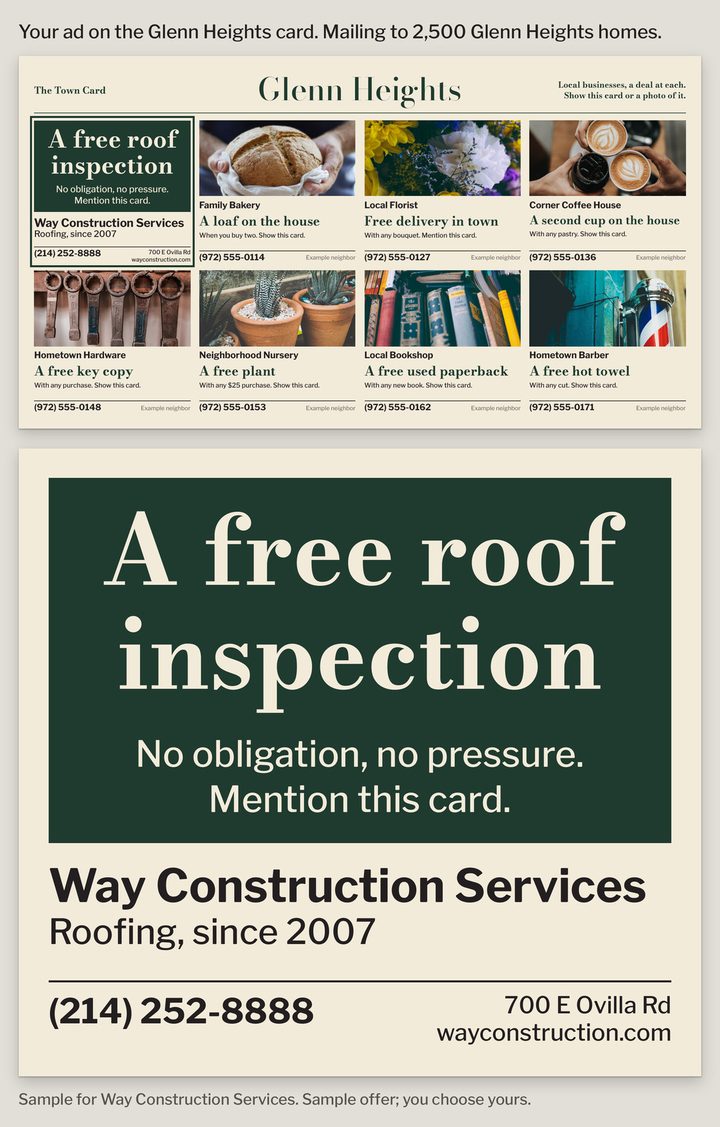 Your ad on the Glenn Heights card. Mailing to 2,500 Glenn Heights homes.
The Town Card
Glenn Heights
Local businesses, a deal at each.
Show this card or a photo of it.
A free roof
inspection
No obligation, no pressure.
Mention this card.
Way Construction Services
Roofing, since 2007
(214) 252-8888
700 E Ovilla Rd
wayconstruction.com
Family Bakery
A loaf on the house
When you buy two. Show this card.
(972) 555-0114
Example neighbor
Local Florist
Free delivery in town
With any bouquet. Mention this card.
(972) 555-0127
Example neighbor
Corner Coffee House
A second cup on the house
With any pastry. Show this card.
(972) 555-0136
Example neighbor
Hometown Hardware
A free key copy
With any purchase. Show this card.
(972) 555-0148
Example neighbor
Neighborhood Nursery
A free plant
With any $25 purchase. Show this card.
(972) 555-0153
Example neighbor
Local Bookshop
A free used paperback
With any new book. Show this card.
(972) 555-0162
Example neighbor
Hometown Barber
A free hot towel
With any cut. Show this card.
(972) 555-0171
Example neighbor
A free roof
inspection
No obligation, no pressure.
Mention this card.
Way Construction Services
Roofing, since 2007
(214) 252-8888
700 E Ovilla Rd
wayconstruction.com
Sample for Way Construction Services. Sample offer; you choose yours.